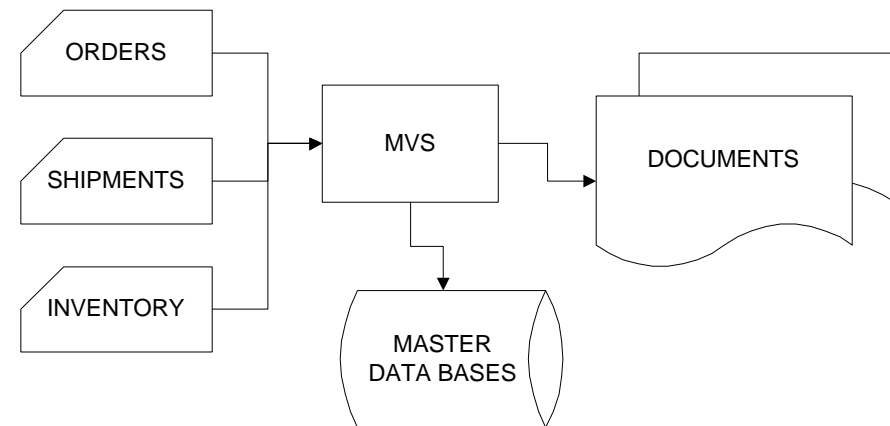 ORDERS
SHIPMENTS
INVENTORY
MVS
DOCUMENTS
MASTER
DATA BASES